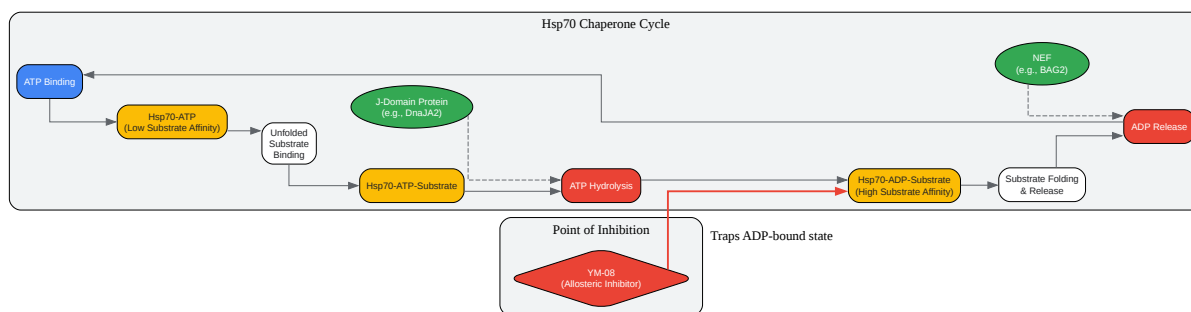 Hsp70 Chaperone Cycle
NEF
(e.g., BAG2)
ATP Binding
J-Domain Protein
(e.g., DnaJA2)
Hsp70-ATP
(Low Substrate Affinity)
ADP Release
Unfolded
Substrate
Binding
Hsp70-ATP-Substrate
ATP Hydrolysis
Hsp70-ADP-Substrate
(High Substrate Affinity)
Substrate Folding
& Release
Point of Inhibition
Traps ADP-bound state
YM-08
(Allosteric Inhibitor)